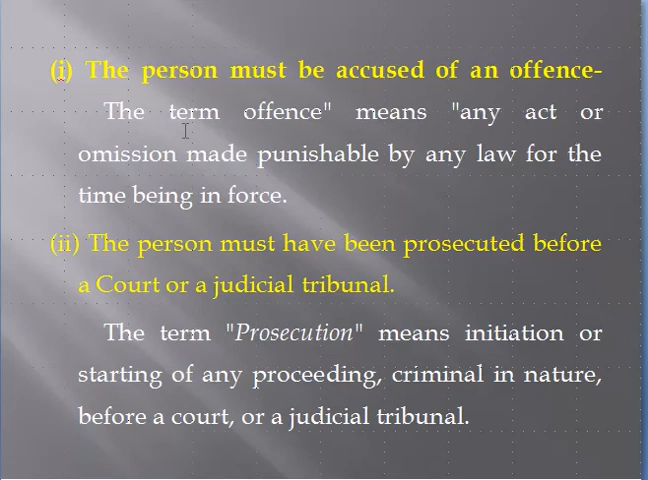 (i) The person must be accused of an offence-
The term offence" means "any act or
omission made punishable by any law for the
time being in force.
(ii) The person must have been prosecuted before
a Court or a judicial tribunal.
The term "Prosecution" means initiation or
starting of any proceeding, criminal in nature,
before a court, or a judicial tribunal.